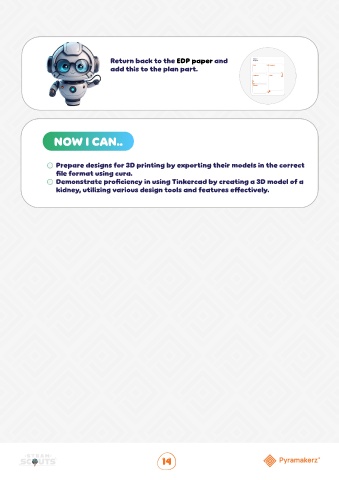 Return back to the EDP paper and
add this to the plan part.
NOW I CAN..
Prepare designs for 3D printing by exporting their models in the correct
file format using cura.
Demonstrate proficiency in using Tinkercad by creating a 3D model of a
kidney, utilizing various design tools and features effectively.
STEAM
SCOUTS
14
Pyramakerz